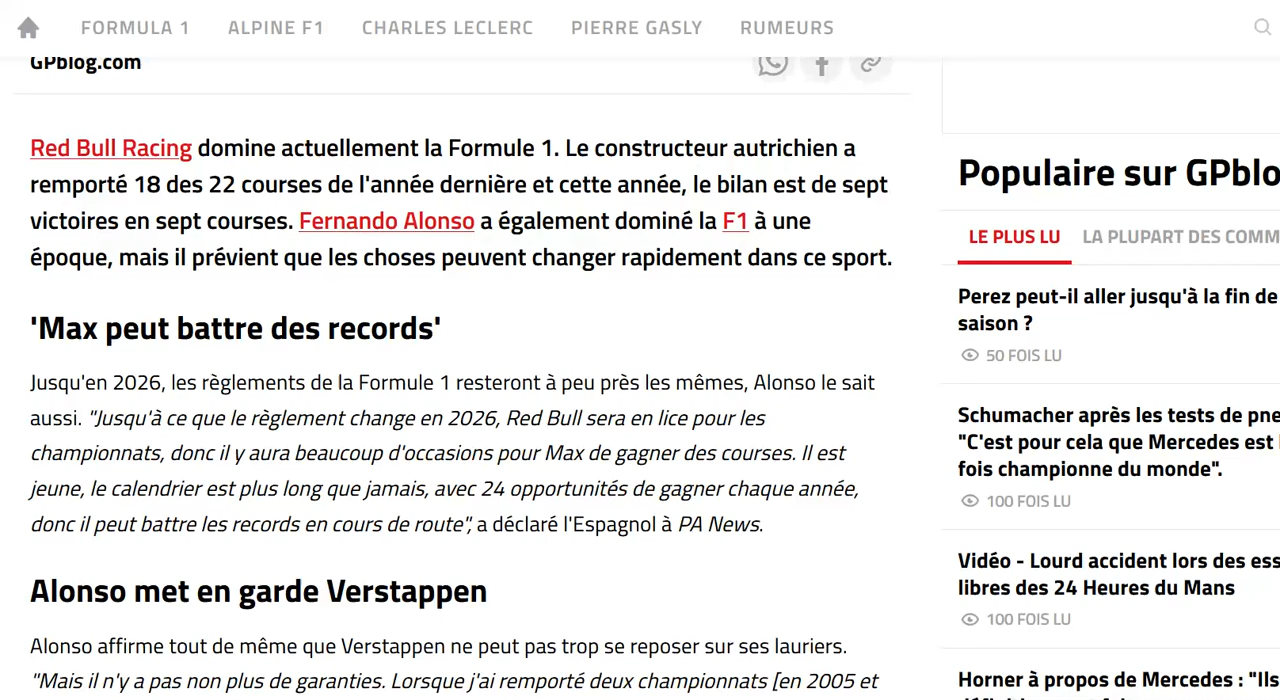 FORMULA 1 ALPINE F1 CHARLES LECLERC PIERRE GASLY RUMEURS
GPblog.com
Red Bull Racing domine actuellement la Formule 1. Le constructeur autrichien a
remporté 18 des 22 courses de l'année dernière et cette année, le bilan est de sept
victoires en sept courses. Fernando Alonso a également dominé la F1 à une
époque, mais il prévient que les choses peuvent changer rapidement dans ce sport.
'Max peut battre des records'
Jusqu'en 2026, les règlements de la Formule 1 resteront à peu près les mêmes, Alonso le sait
aussi. "Jusqu'à ce que le règlement change en 2026, Red Bull sera en lice pour les
championnats, donc il y aura beaucoup d'occasions pour Max de gagner des courses. Il est
jeune, le calendrier est plus long que jamais, avec 24 opportunités de gagner chaque année,
donc il peut battre les records en cours de route", a déclaré l'Espagnol à PA News.
Alonso met en garde Verstappen
Alonso affirme tout de même que Verstappen ne peut pas trop se reposer sur ses lauriers.
"Mais il n'y a pas non plus de garanties. Lorsque j'ai remporté deux championnats [en 2005 et
Populaire sur GPblo
LE PLUS LU LA PLUPART DES COMM
Perez peut-il aller jusqu'à la fin de
saison ?
50 FOIS LU
Schumacher après les tests de pne
"C'est pour cela que Mercedes est
fois championne du monde".
100 FOIS LU
Vidéo - Lourd accident lors des ess
libres des 24 Heures du Mans
100 FOIS LU
Horner à propos de Mercedes : "Ils